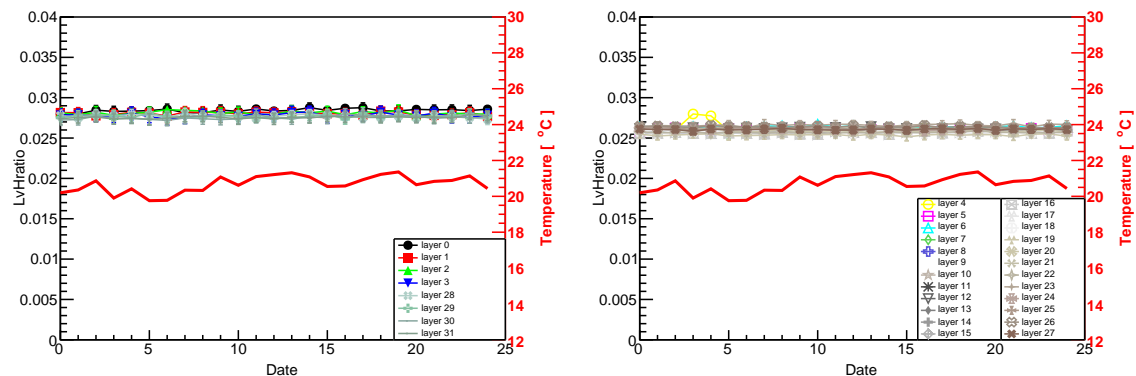 0.04
0.035
0.03
0.025
0.02
0.015
0.01
0.005
0
LvHratio
0 5 10 15 20 25
Date
30
28
26
24
22
21
20
18
16
14
12
Temperature [ °C ]
layer 0
layer 1
layer 2
layer 3
layer 28
layer 29
layer 30
layer 31
0.04
0.035
0.03
0.025
0.02
0.015
0.01
0.005
0
LvHratio
0 5 10 15 20 25
Date
30
28
26
24
22
21
20
18
16
14
12
Temperature [ °C ]
layer 4 layer 16
layer 5 layer 17
layer 6 layer 18
layer 7 layer 19
layer 8 layer 20
layer 9 layer 21
layer 10 layer 22
layer 11 layer 23
layer 12 layer 24
layer 13 layer 25
layer 14 layer 26
layer 15 layer 27